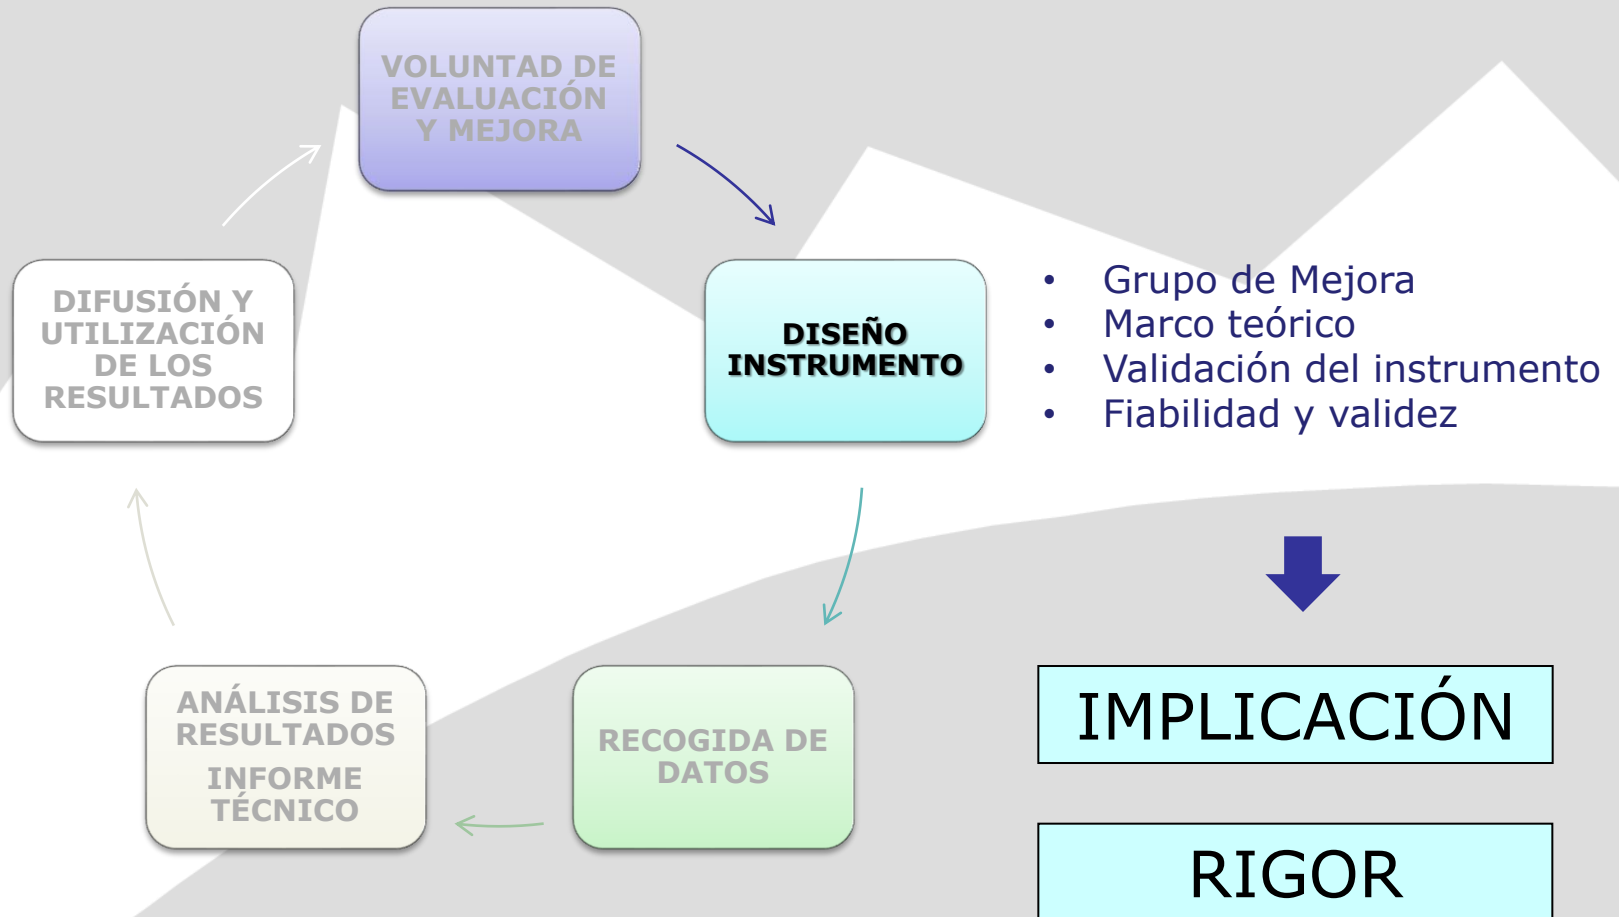 VOLUNTAD DE
EVALUACIÓN
Y MEJORA
DISEÑO
INSTRUMENTO
• Grupo de Mejora
• Marco teórico
• Validación del instrumento
• Fiabilidad y validez
RECOGIDA DE
DATOS
ANÁLISIS DE
RESULTADOS
INFORME
TÉCNICO
DIFUSIÓN Y
UTILIZACIÓN
DE LOS
RESULTADOS
IMPLICACIÓN
RIGOR